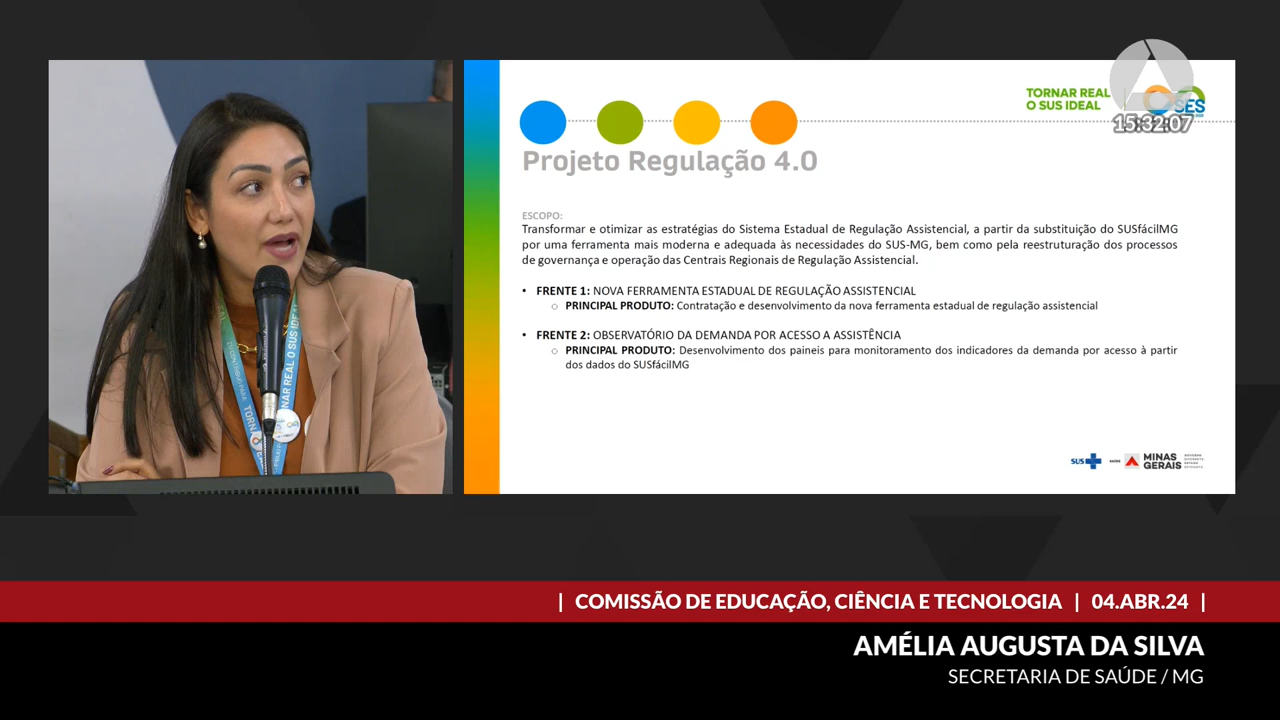 TORNAR REAL
O SUS IDEAL
SES
15:32:07
Projeto Regulação 4.0
ESCOPO:
Transformar e otimizar as estratégias do Sistema Estadual de Regulação Assistencial, a partir da substituição do SUSfácilMG
por uma ferramenta mais moderna e adequada às necessidades do SUS-MG, bem como pela reestruturação dos processos
de governança e operação das Centrais Regionais de Regulação Assistencial.
• FRENTE 1: NOVA FERRAMENTA ESTADUAL DE REGULAÇÃO ASSISTENCIAL
○ PRINCIPAL PRODUTO: Contratação e desenvolvimento da nova ferramenta estadual de regulação assistencial
• FRENTE 2: OBSERVATÓRIO DA DEMANDA POR ACESSO A ASSISTÊNCIA
○ PRINCIPAL PRODUTO: Desenvolvimento dos paineis para monitoramento dos indicadores da demanda por acesso à partir
dos dados do SUSfácilMG
SUS
SAÚDE
MINAS
GERAIS
NAR REAL O SUS IDEAL
TORN
| COMISSÃO DE EDUCAÇÃO, CIÊNCIA E TECNOLOGIA | 04.ABR.24 |
AMÉLIA AUGUSTA DA SILVA
SECRETARIA DE SAÚDE / MG